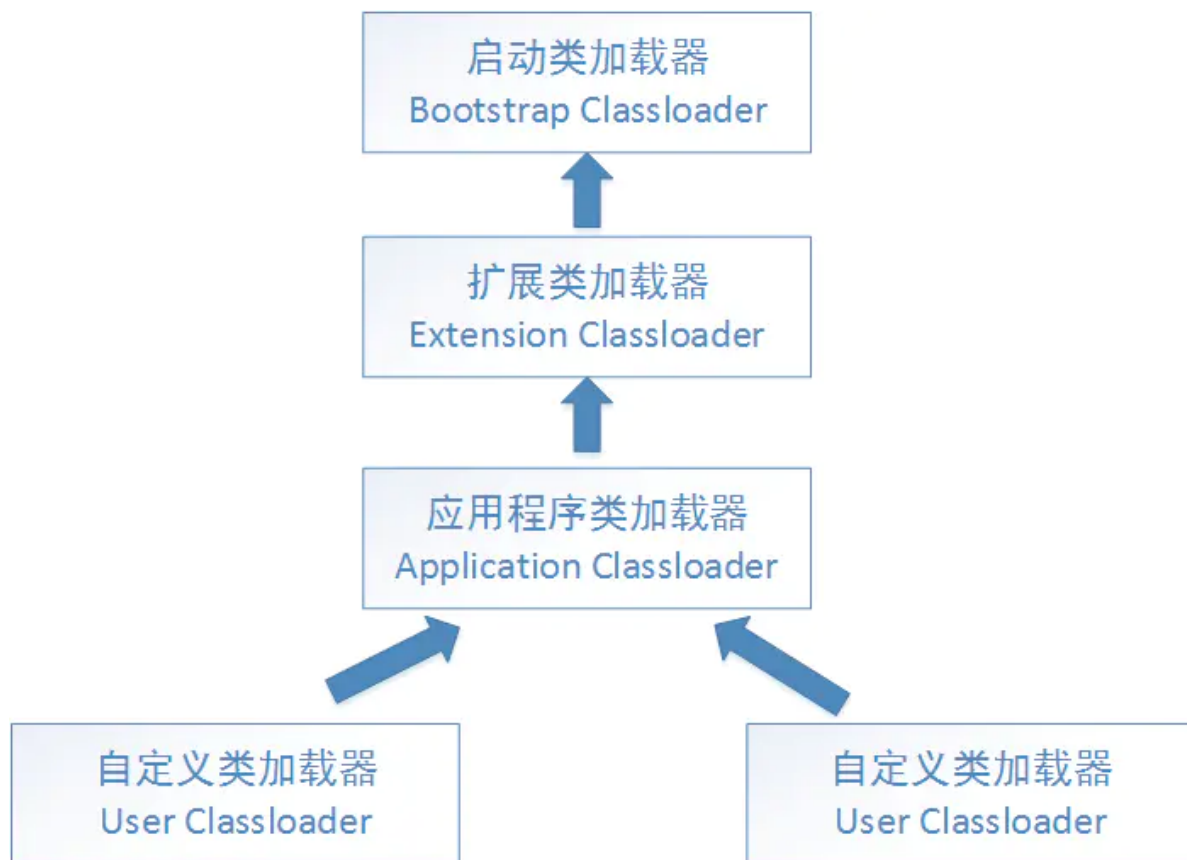 启动类加载器
Bootstrap Classloader
扩展类加载器
Extension Classloader
应用程序类加载器
Application Classloader
自定义类加载器
User Classloader
自定义类加载器
User Classloader